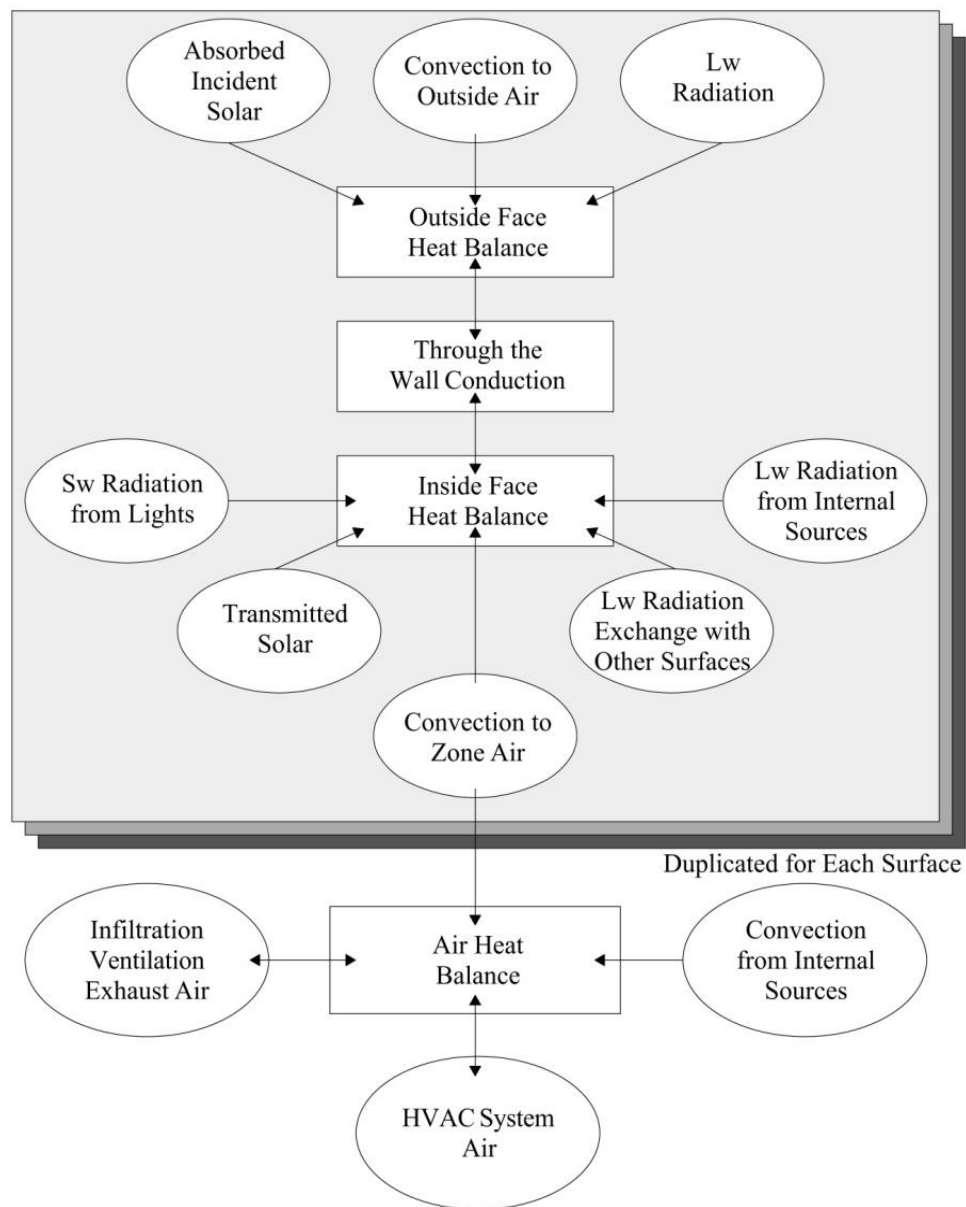 Absorbed
Incident
Solar
Convection to
Outside Air
Lw
Radiation
Outside Face
Heat Balance
Through the
Wall Conduction
Sw Radiation
from Lights
Inside Face
Heat Balance
Lw Radiation
from Internal
Sources
Transmitted
Solar
Lw Radiation
Exchange with
Other Surfaces
Convection to
Zone Air
Duplicated for Each Surface
Infiltration
Ventilation
Exhaust Air
Air Heat
Balance
Convection
from Internal
Sources
HVAC System
Air